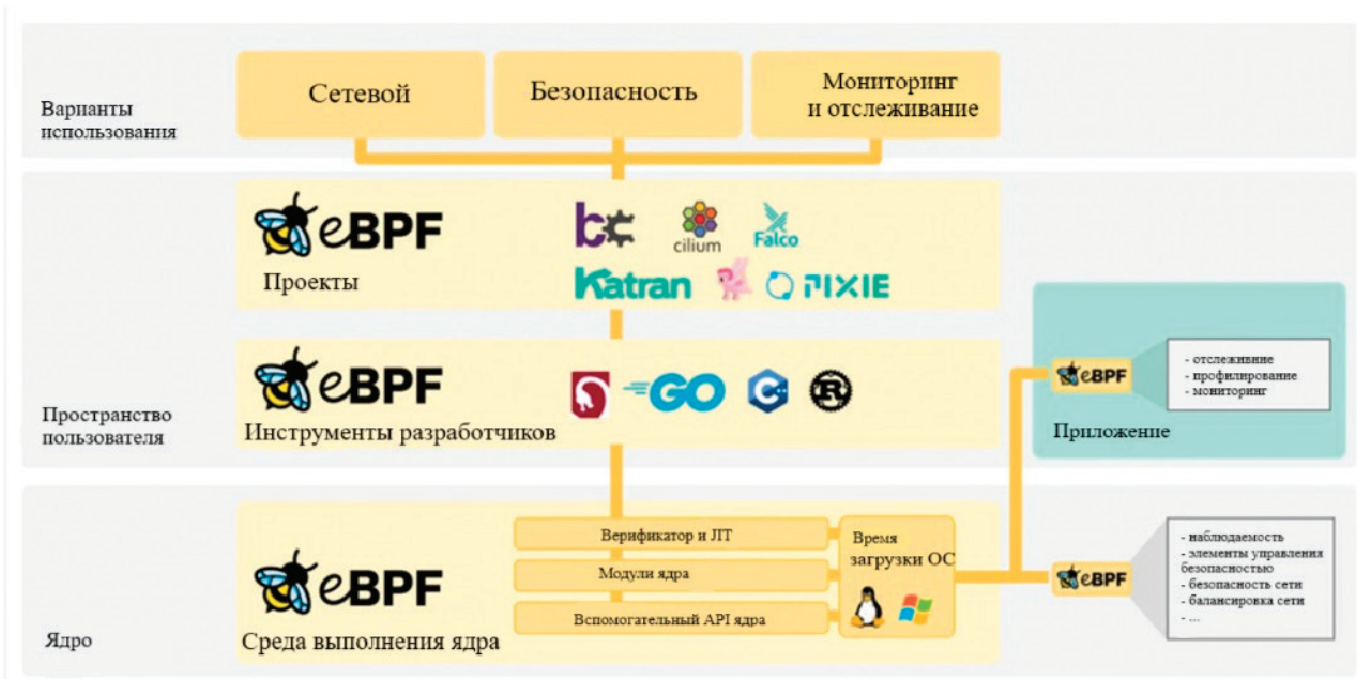 Варианты
использования
Сетевой
Безопасность
Мониторинг
и отслеживание
Пространство
пользователя
eBPF
Проекты
bc
cilium
Falco
Katran
PIXIE
eBPF
Инструменты разработчиков
GO
C++
R
eBPF
- отслеживние
- профилирование
- мониторинг
Приложение
Ядро
eBPF
Среда выполнения ядра
Верификатор и JIT
Модули ядра
Вспомогательный API ядра
Время
загрузки ОС
eBPF
- наблюдаемость
- элементы управления
безопасностью
- безопасность сети
- балансировка сети
- ...